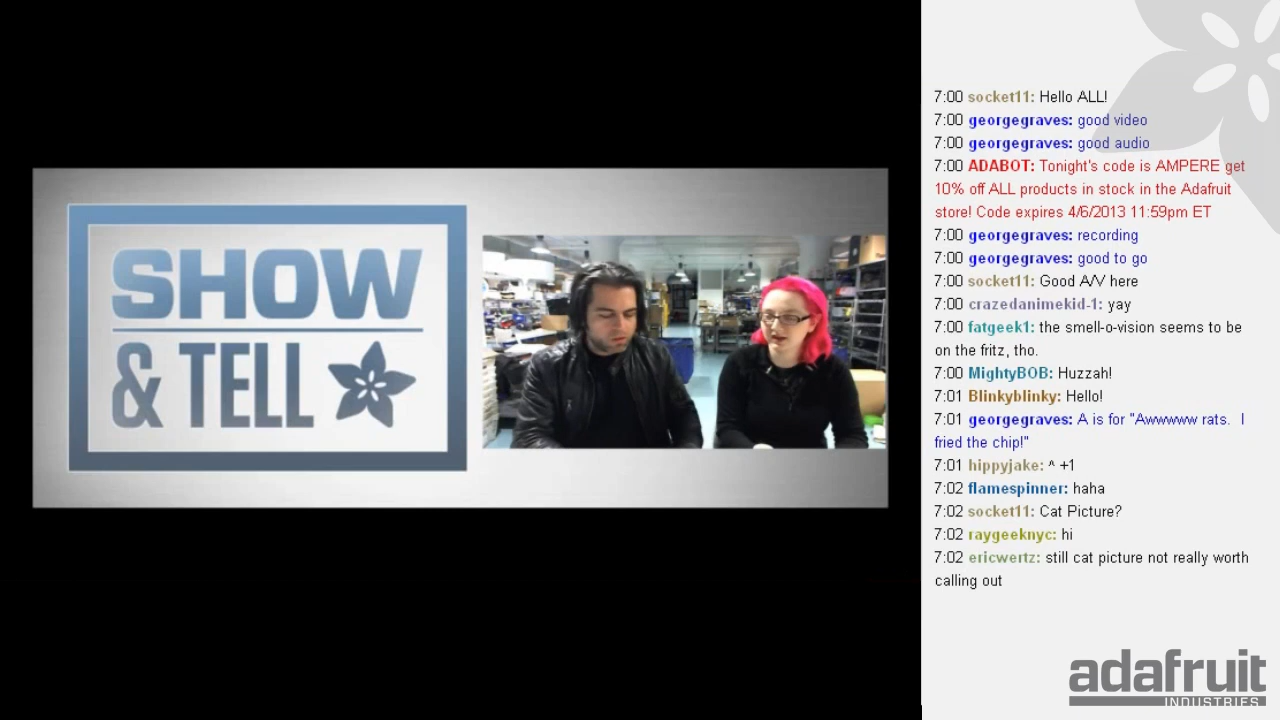 SHOW
& TELL
7:00 socket11: Hello ALL!
7:00 georgegraves: good video
7:00 georgegraves: good audio
7:00 ADABOT: Tonight's code is AMPERE get
10% off ALL products in stock in the Adafruit
store! Code expires 4/6/2013 11:59pm ET
7:00 georgegraves: recording
7:00 georgegraves: good to go
7:00 socket11: Good A/V here
7:00 crazedanimekid-1: yay
7:00 fatgeek1: the smell-o-vision seems to be
on the fritz, tho.
7:00 MightyBOB: Huzzah!
7:01 Blinkyblinky: Hello!
7:01 georgegraves: A is for "Awwwww rats. I
fried the chip!"
7:01 hippyjake: ^ +1
7:02 flamespinner: haha
7:02 socket11: Cat Picture?
7:02 raygeeknyc: hi
7:02 ericwertz: still cat picture not really worth
calling out
adafruit
INDUSTRIES